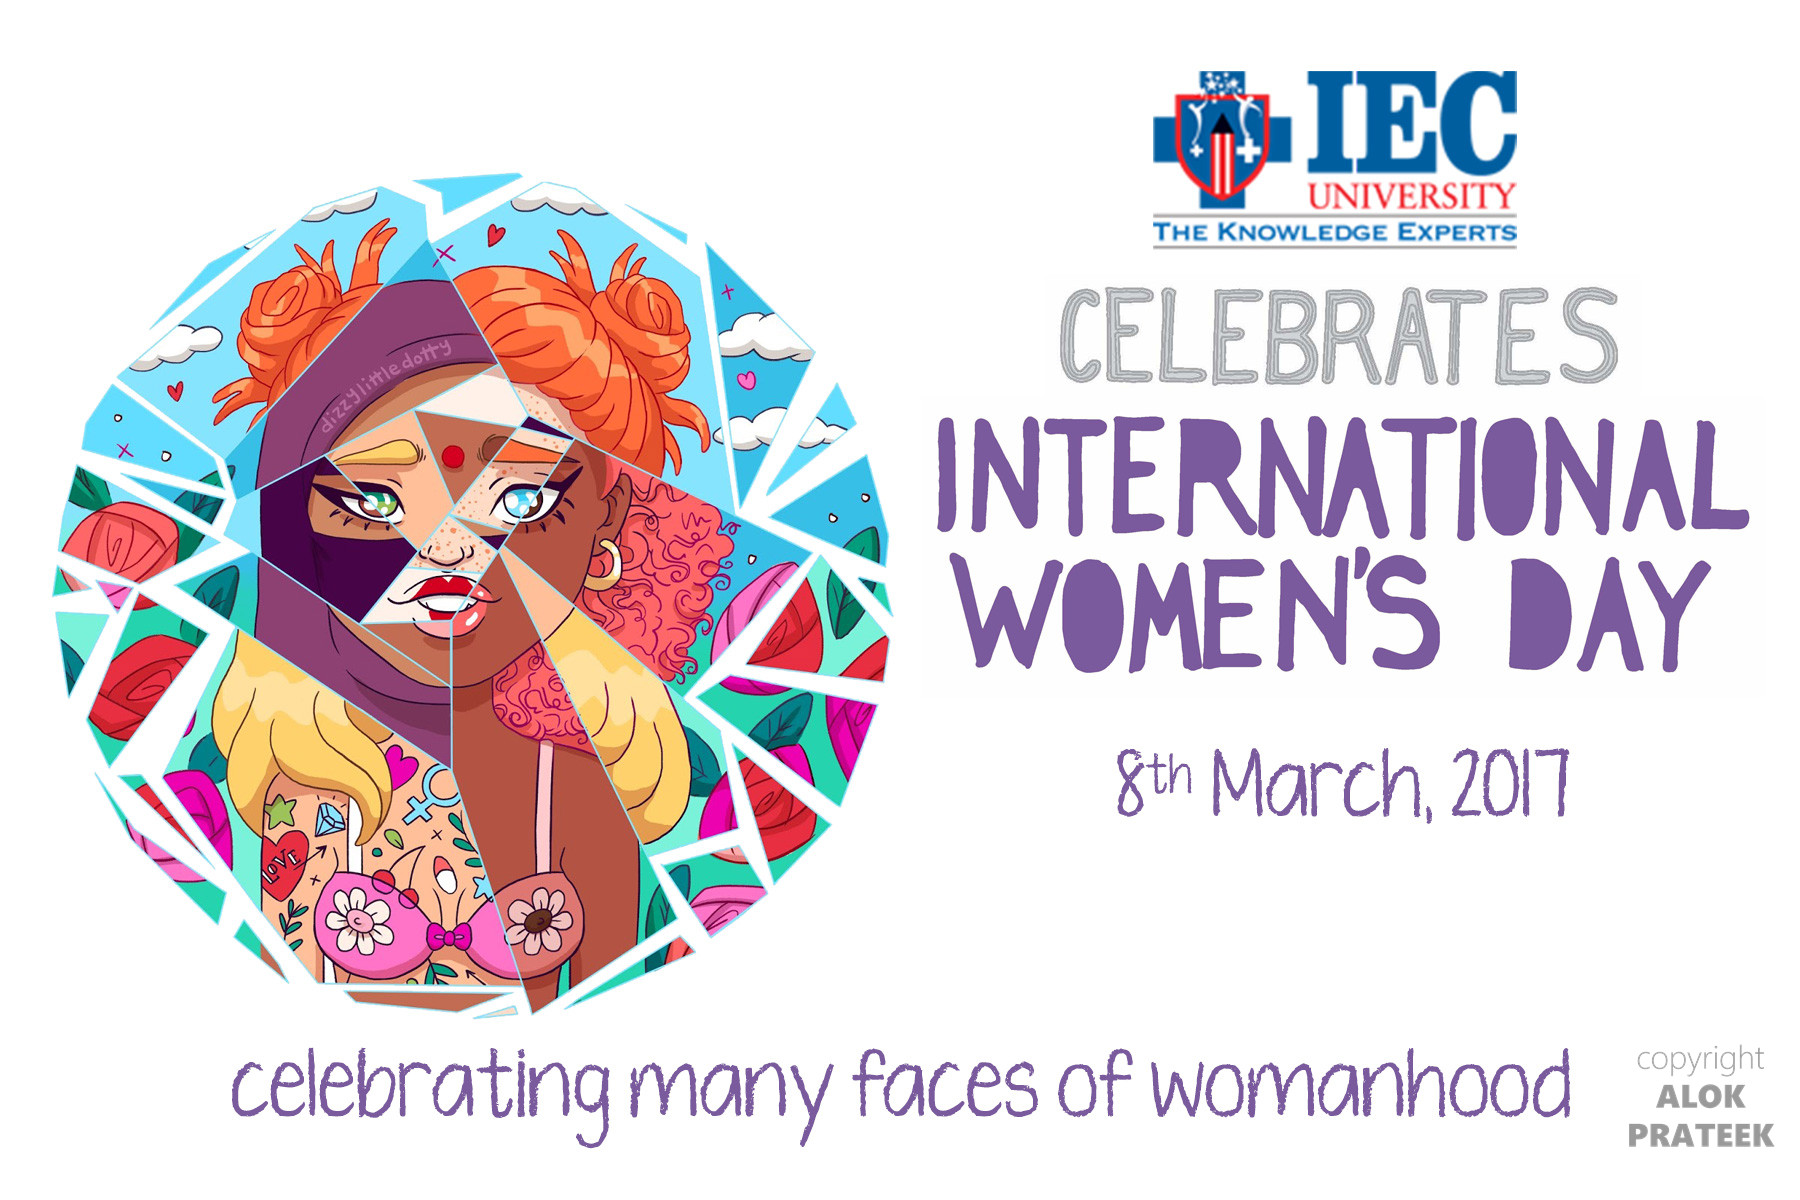 IEC
UNIVERSITY
THE KNOWLEDGE EXPERTS
CELEBRATES
INTERNATIONAL
WOMEN'S DAY
8th March, 2017
dizzylittledotty
LOVE
celebrating many faces of womanhood
copyright
ALOK
PRATEEK